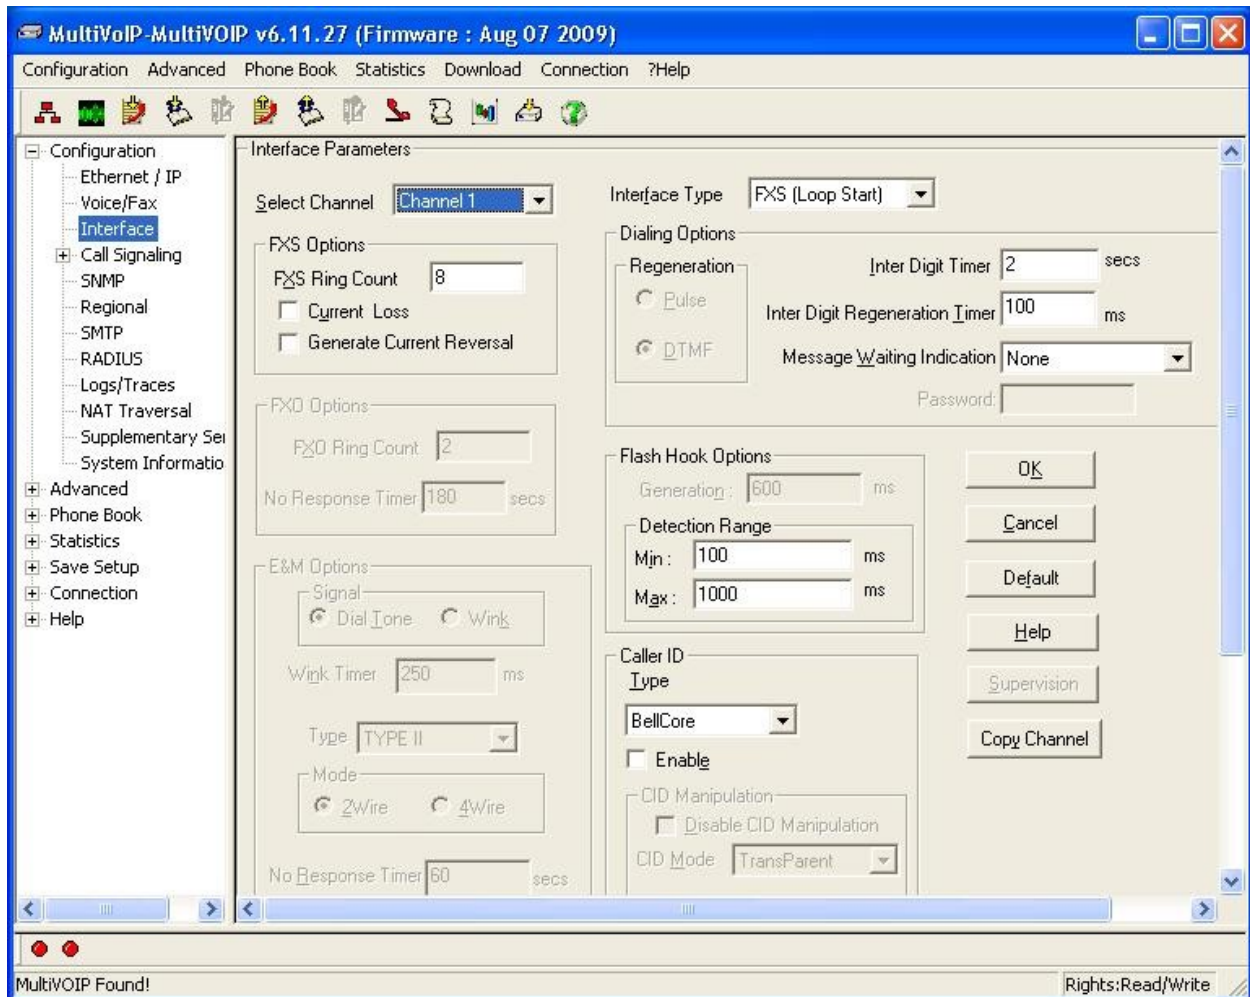 MultiVoIP-MultiVOIP v6.11.27 (Firmware : Aug 07 2009)
Configuration Advanced Phone Book Statistics Download Connection ?Help
Configuration
Ethernet / IP
Voice/Fax
Interface
Call Signaling
SNMP
Regional
SMTP
RADIUS
Logs/Traces
NAT Traversal
Supplementary Ser
System Informatio
Advanced
Phone Book
Statistics
Save Setup
Connection
Help
Interface Parameters
Select Channel Channel 1
FXS Options
FXS Ring Count 8
Current Loss
Generate Current Reversal
FXO Options
FXO Ring Count 2
No Response Timer 180 secs
E&M Options
Signal
Dial Tone Wink
Wink Timer 250 ms
Type TYPE II
Mode
2Wire 4Wire
No Response Timer 60 secs
Interface Type FXS (Loop Start)
Dialing Options
Regeneration
Pulse
DTMF
Inter Digit Timer 2 secs
Inter Digit Regeneration Timer 100 ms
Message Waiting Indication None
Password:
Flash Hook Options
Generation : 600 ms
Detection Range
Min : 100 ms
Max : 1000 ms
Caller ID
Type
BellCore
Enable
CID Manipulation
Disable CID Manipulation
CID Mode TransParent
OK
Cancel
Default
Help
Supervision
Copy Channel
MultiVOIP Found!
Rights:Read/Write